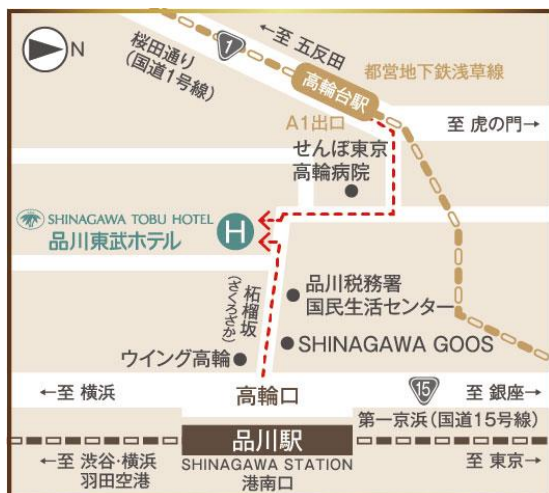 N
桜田通り
(国道1号線)
1
←至 五反田
高輪台駅
都営地下鉄浅草線
A1出口
至 虎の門→
せんぽ東京
高輪病院
SHINAGAWA TOBU HOTEL
品川東武ホテル
H
柘榴坂
(ざくろざか)
品川税務署
国民生活センター
SHINAGAWA GOOS
ウイング高輪
←至 横浜
高輪口
15
至 銀座→
第一京浜(国道15号線)
品川駅
SHINAGAWA STATION
港南口
←至 渋谷・横浜
羽田空港
至 東京→